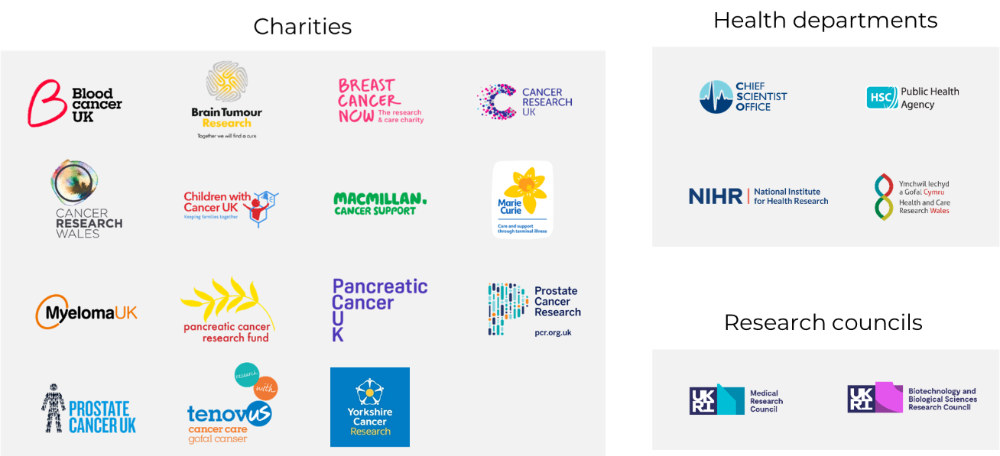 Charities
Blood
cancer
UK
Brain Tumour
Research
Together we will find a cure
BREAST
CANCER
NOW The research
& care charity
CANCER
RESEARCH
UK
CANCER
RESEARCH
WALES
Children with
Cancer UK
Keeping families together
MACMILLAN.
CANCER SUPPORT
Marie
Curie
Care and support
through terminal illness
MyelomaUK
pancreatic cancer
research fund
Pancreatic
Cancer
U
K
Prostate
Cancer
Research
pcr.org.uk
PROSTATE
CANCER UK
research
with
tenovus
cancer care
gofal canser
Yorkshire
Cancer
Research
Health departments
CHIEF
SCIENTIST
OFFICE
HSC Public Health
Agency
NIHR | National Institute
for Health Research
Ymchwil Iechyd
a Gofal Cymru
Health and Care
Research Wales
Research councils
UK
RI
Medical
Research
Council
UK
RI
Biotechnology and
Biological Sciences
Research Council